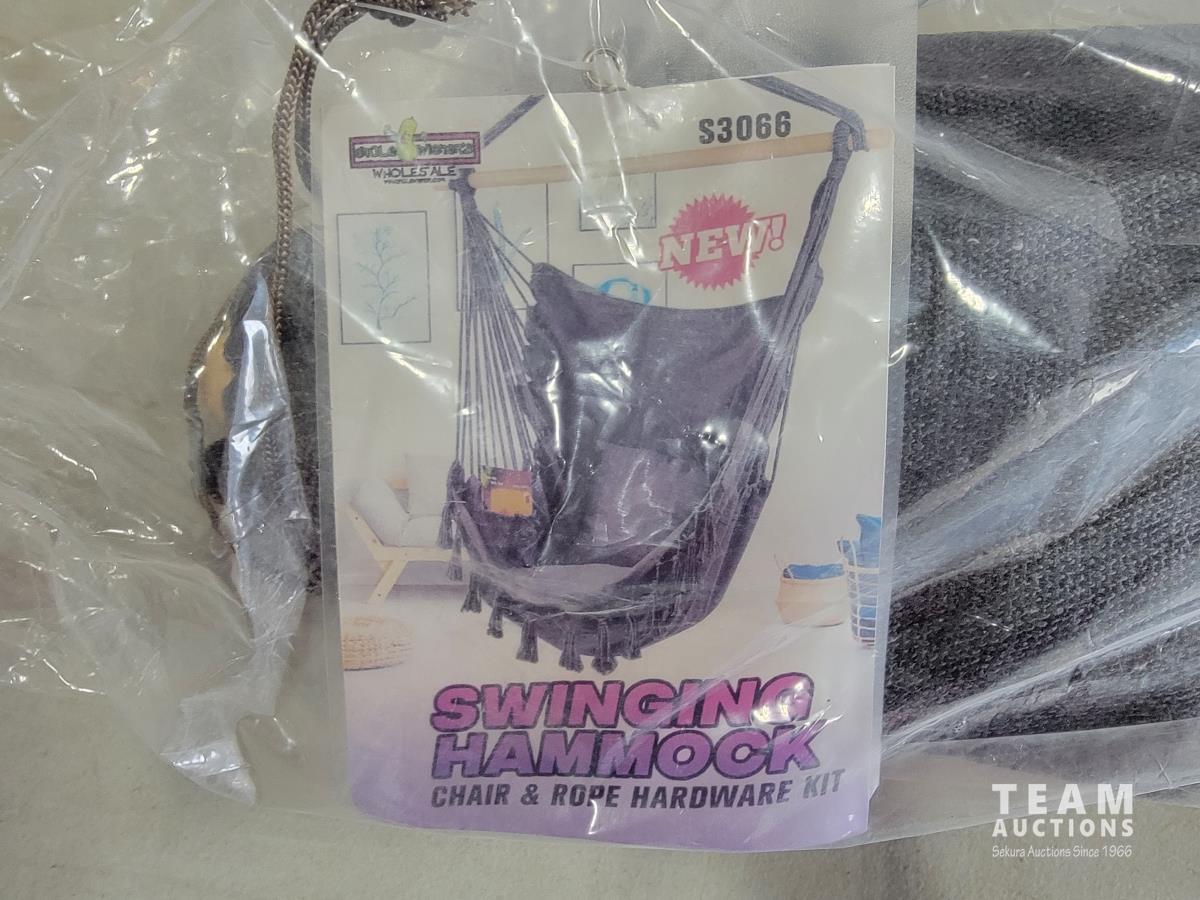 S3066
WHOLESALE
NEW!
SWINGING
HAMMOCK
CHAIR & ROPE HARDWARE KIT
TEAM
AUCTIONS
Sekura Auctions Since 1966